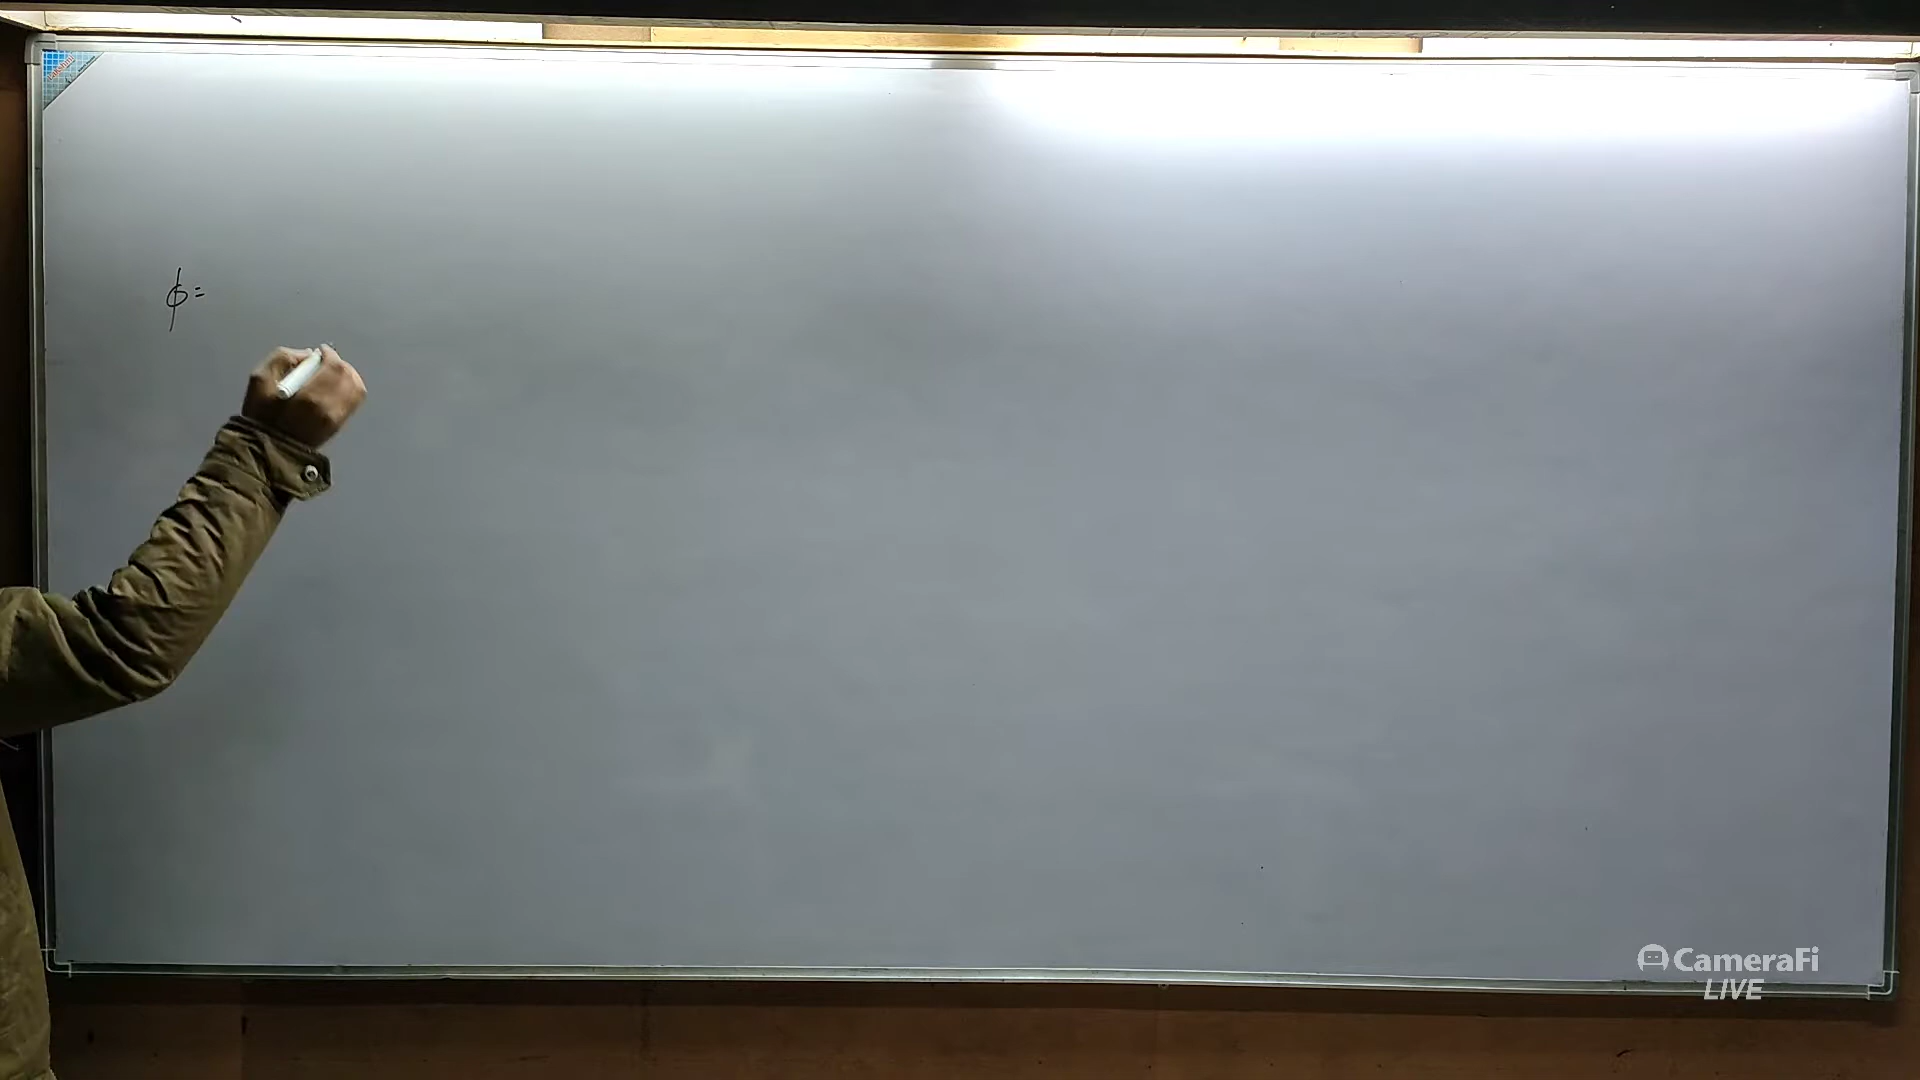 φ =
CameraFi
LIVE